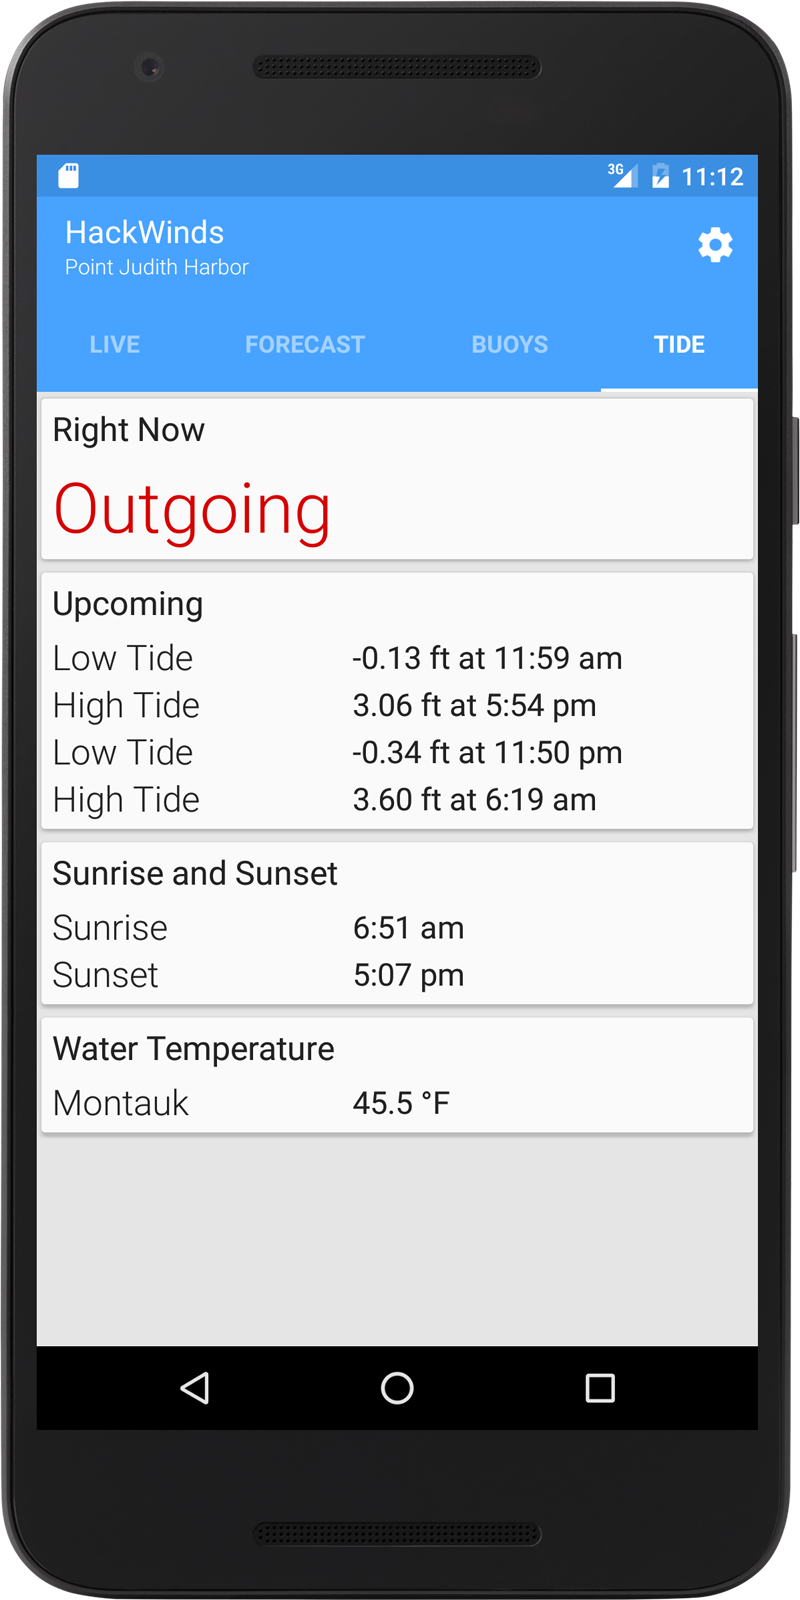 3G 11:12
HackWinds
Point Judith Harbor
LIVE FORECAST BUOYS TIDE
Right Now
Outgoing
Upcoming
Low Tide -0.13 ft at 11:59 am
High Tide 3.06 ft at 5:54 pm
Low Tide -0.34 ft at 11:50 pm
High Tide 3.60 ft at 6:19 am
Sunrise and Sunset
Sunrise 6:51 am
Sunset 5:07 pm
Water Temperature
Montauk 45.5 °F